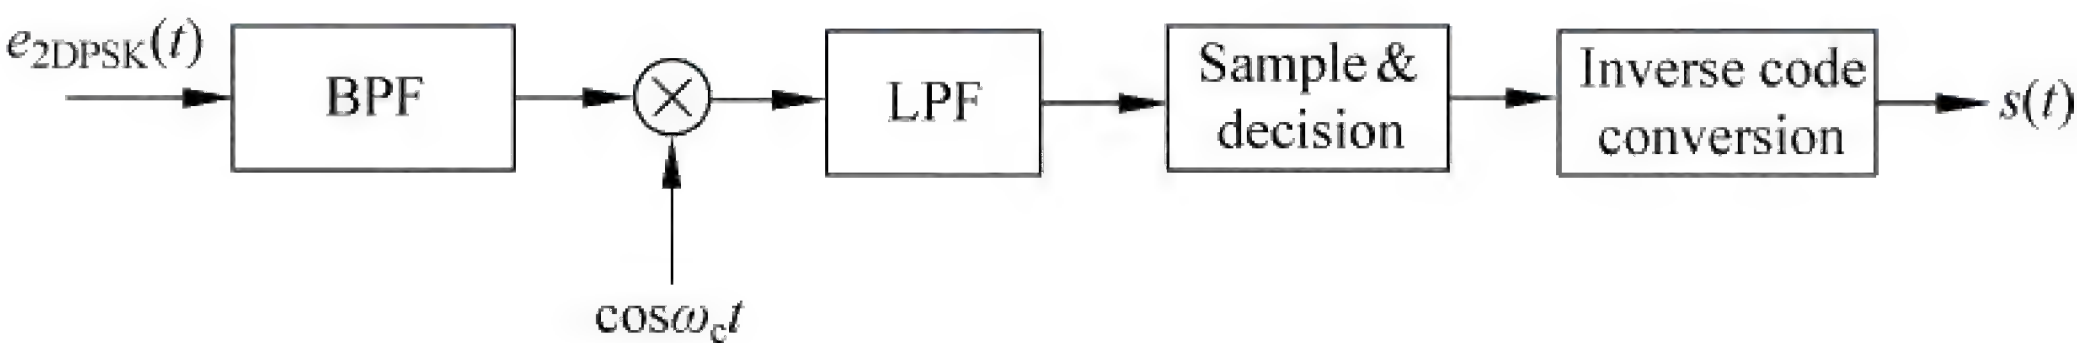 e2DPSK(t)
BPF
LPF
Sample &
decision
Inverse code
conversion
s(t)
cosωct